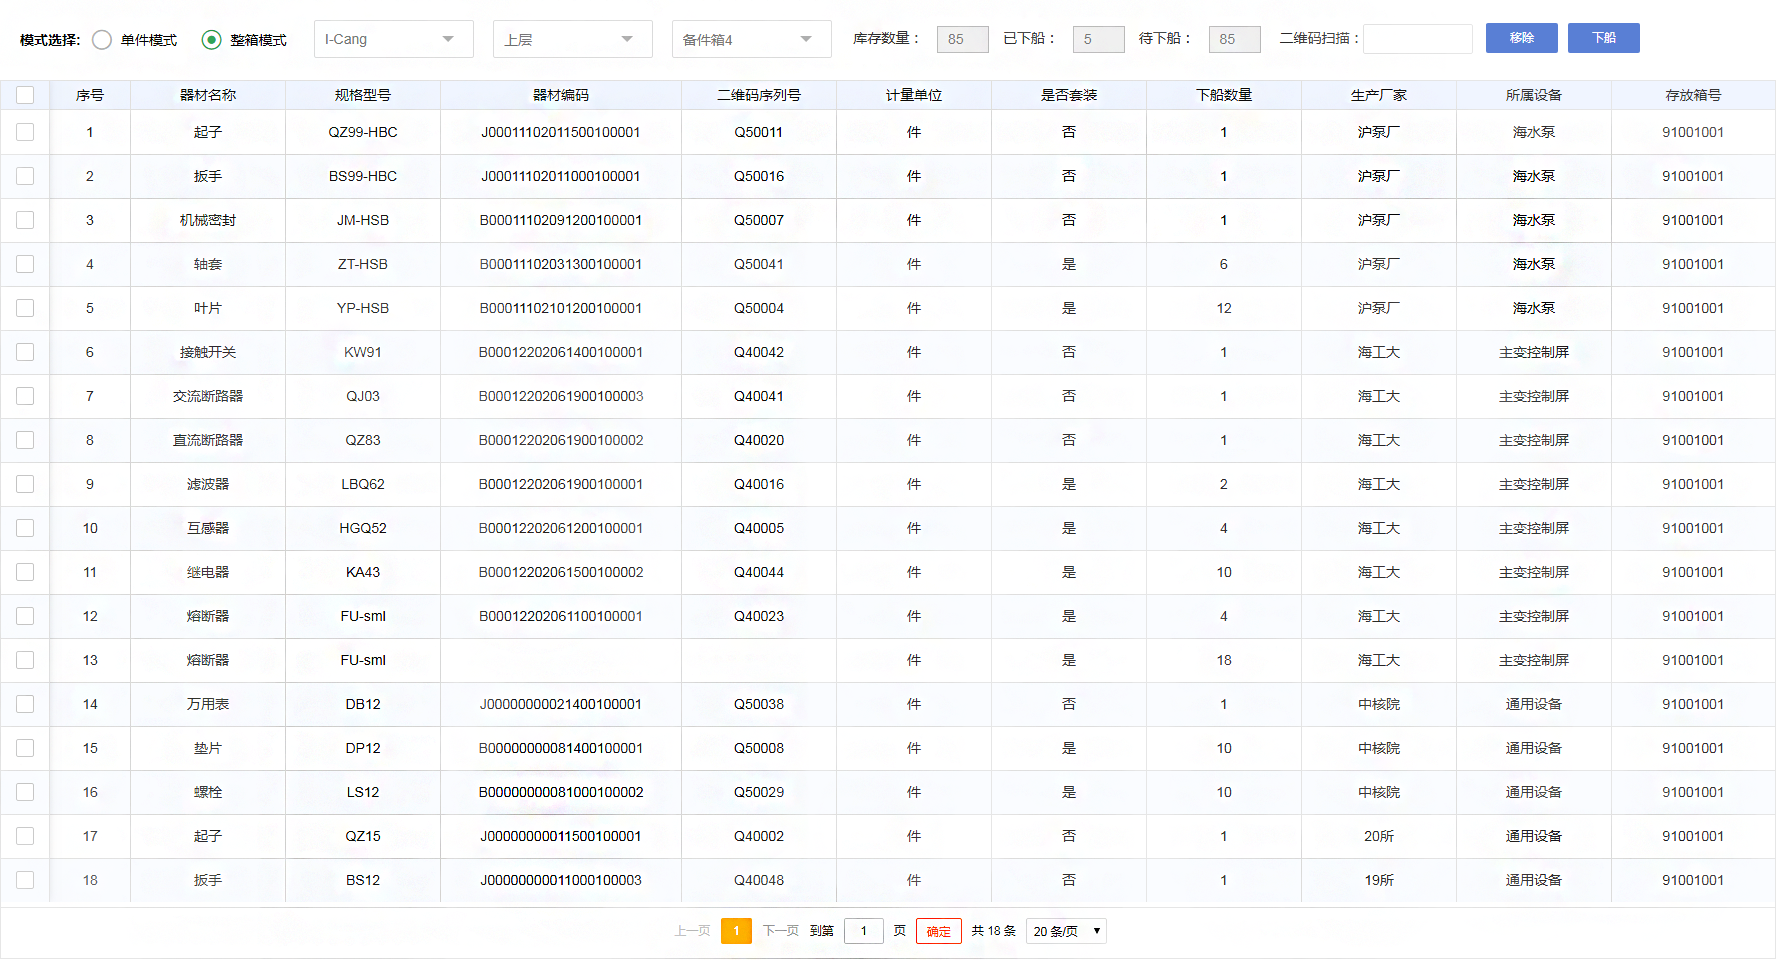 模式选择: 单件模式 整箱模式 I-Cang 上层 备件箱4 库存数量: 85 已下船: 5 待下船: 85 二维码扫描: 移除 下船
序号 器材名称 规格型号 器材编码 二维码序列号 计量单位 是否套装 下船数量 生产厂家 所属设备 存放箱号
1 起子 QZ99-HBC J00011102011500100001 Q50011 件 否 1 沪泵厂 海水泵 91001001
2 扳手 BS99-HBC J00011102011000100001 Q50016 件 否 1 沪泵厂 海水泵 91001001
3 机械密封 JM-HSB B00011102091200100001 Q50007 件 否 1 沪泵厂 海水泵 91001001
4 轴套 ZT-HSB B00011102031300100001 Q50041 件 是 6 沪泵厂 海水泵 91001001
5 叶片 YP-HSB B00011102101200100001 Q50004 件 是 12 沪泵厂 海水泵 91001001
6 接触开关 KW91 B00012202061400100001 Q40042 件 否 1 海工大 主变控制屏 91001001
7 交流断路器 QJ03 B00012202061900100003 Q40041 件 否 1 海工大 主变控制屏 91001001
8 直流断路器 QZ83 B00012202061900100002 Q40020 件 否 1 海工大 主变控制屏 91001001
9 滤波器 LBQ62 B00012202061900100001 Q40016 件 是 2 海工大 主变控制屏 91001001
10 互感器 HGQ52 B00012202061200100001 Q40005 件 是 4 海工大 主变控制屏 91001001
11 继电器 KA43 B00012202061500100002 Q40044 件 是 10 海工大 主变控制屏 91001001
12 熔断器 FU-sml B00012202061100100001 Q40023 件 是 4 海工大 主变控制屏 91001001
13 熔断器 FU-sml 件 是 18 海工大 主变控制屏 91001001
14 万用表 DB12 J00000000021400100001 Q50038 件 否 1 中核院 通用设备 91001001
15 垫片 DP12 B00000000081400100001 Q50008 件 是 10 中核院 通用设备 91001001
16 螺栓 LS12 B00000000081000100002 Q50029 件 是 10 中核院 通用设备 91001001
17 起子 QZ15 J00000000011500100001 Q40002 件 否 1 20所 通用设备 91001001
18 扳手 BS12 J00000000011000100003 Q40048 件 否 1 19所 通用设备 91001001
上一页 1 下一页 到第 1 页 确定 共 18 条 20 条/页